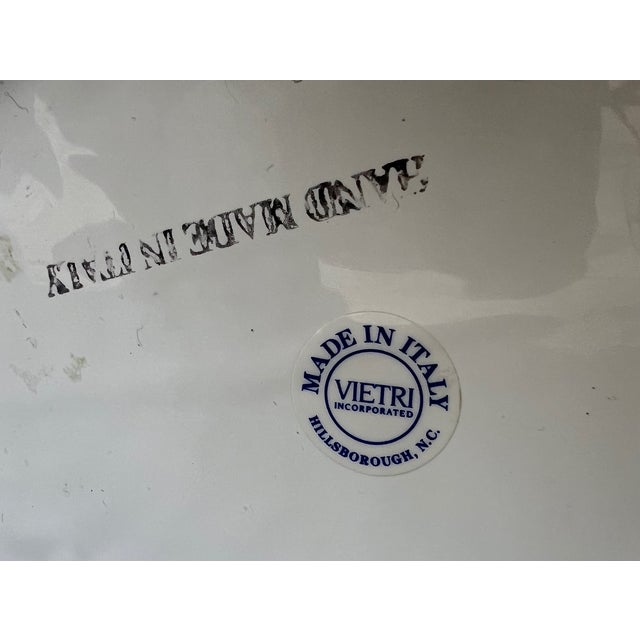 HAND MADE IN ITALY
MADE IN ITALY
VIETRI
INCORPORATED
HILLSBOROUGH, N.C.